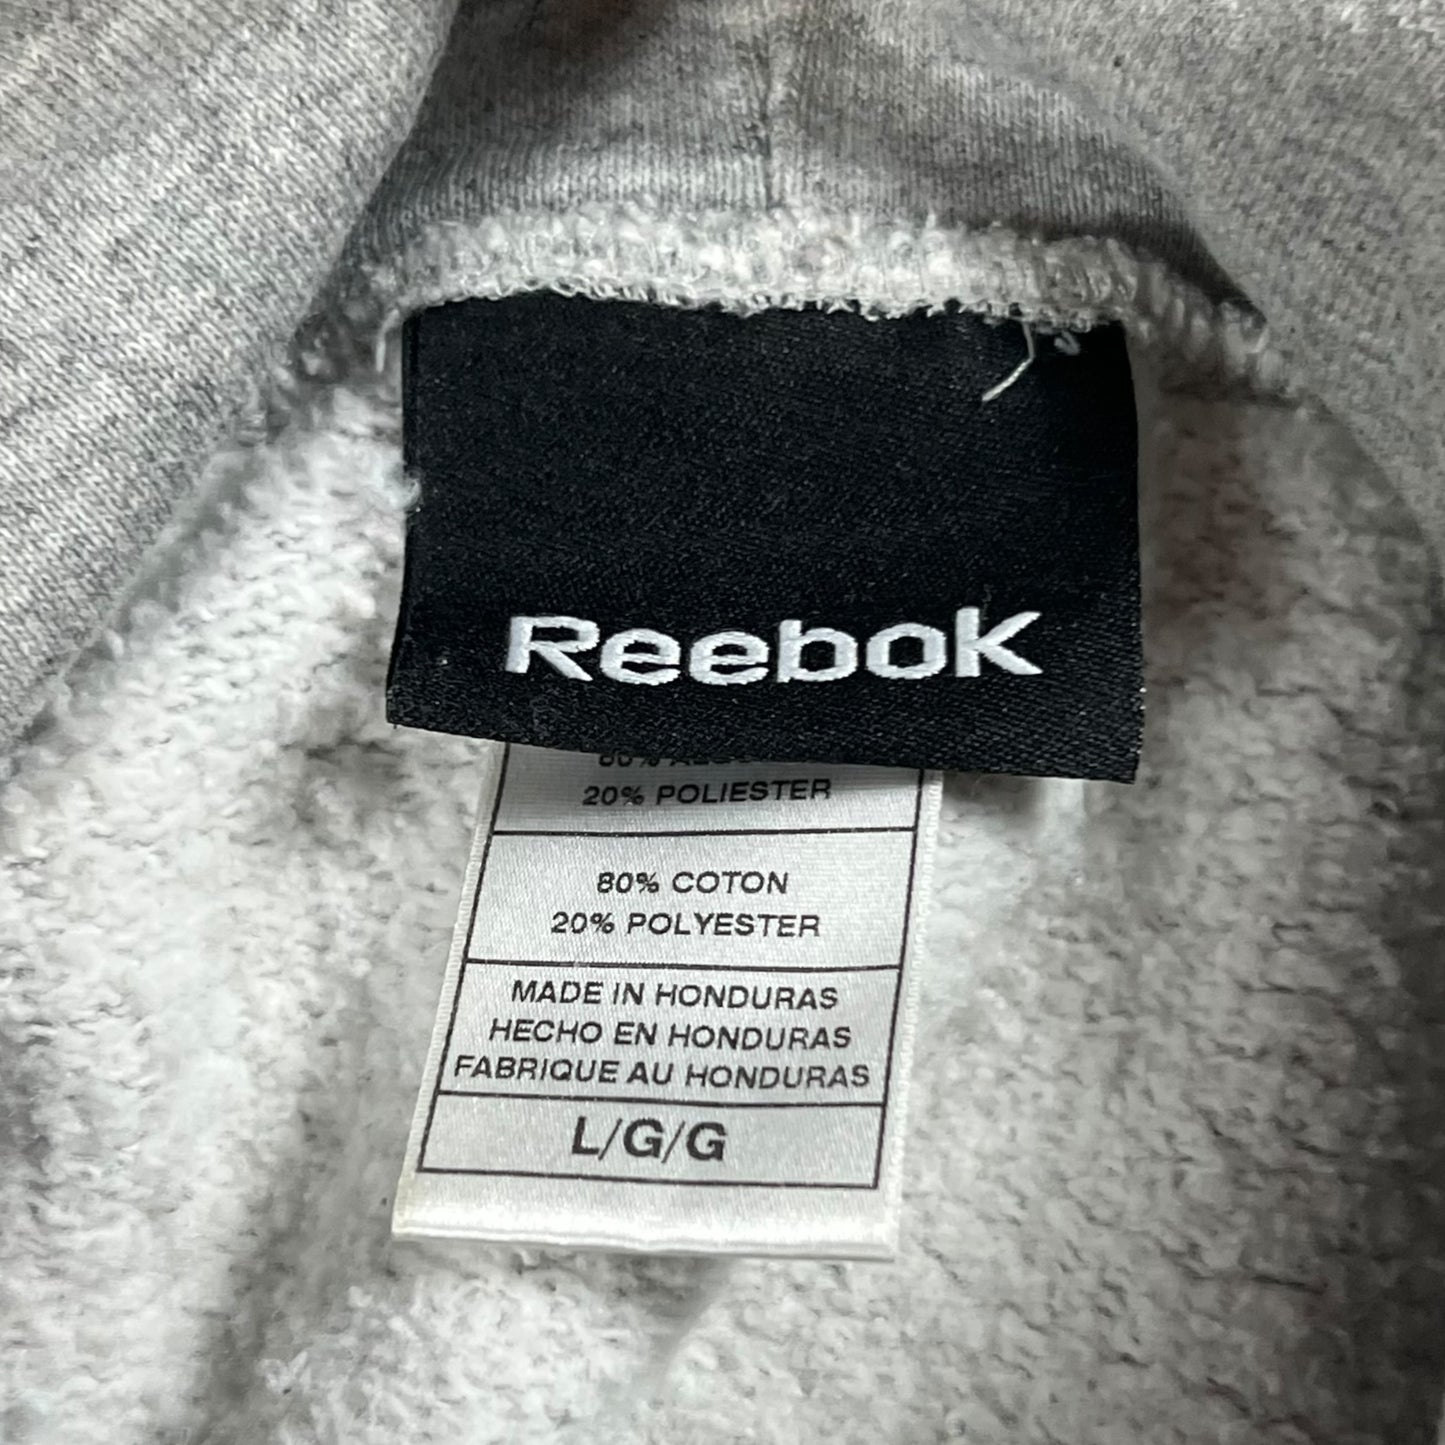 Reebok
20% POLIESTER
80% COTON
20% POLYESTER
MADE IN HONDURAS
HECHO EN HONDURAS
FABRIQUE AU HONDURAS
L/G/G